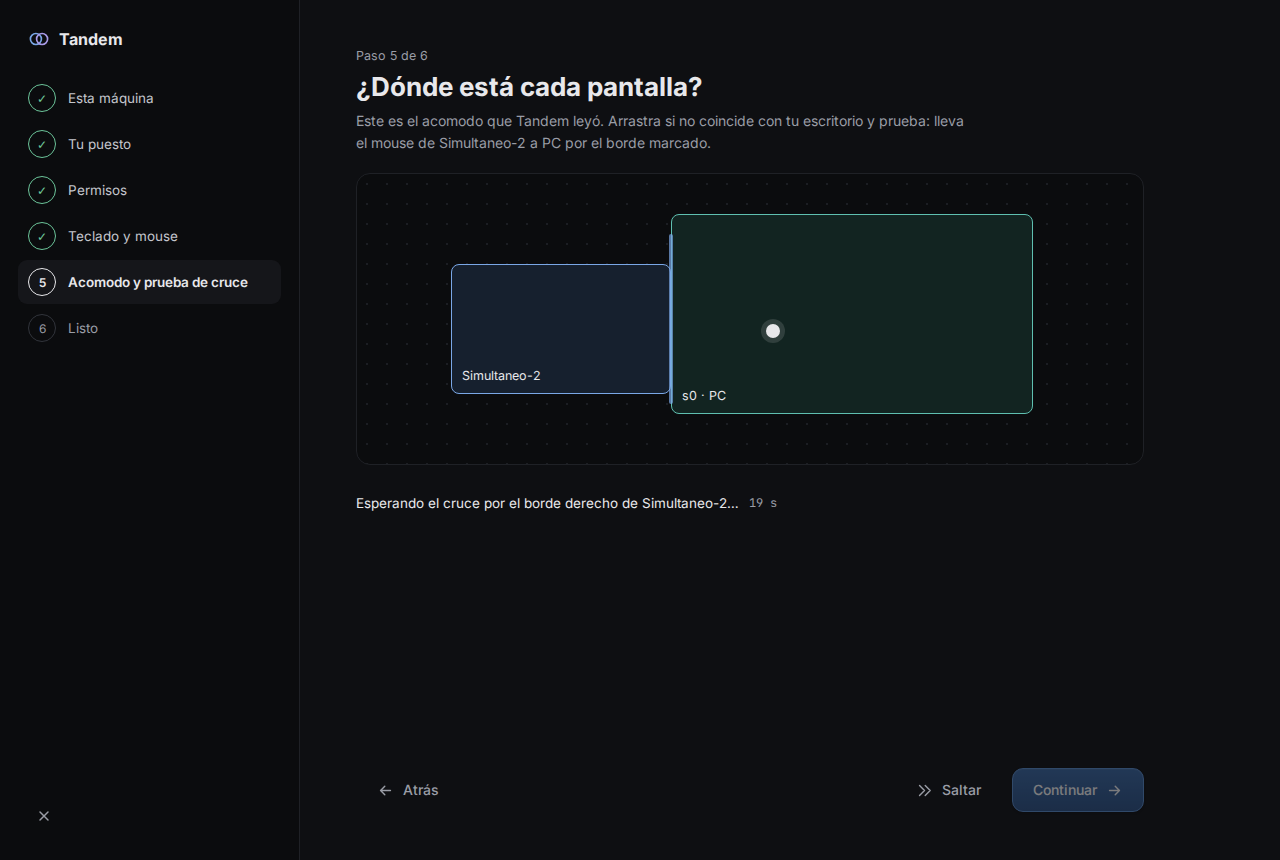 Tandem
✓ Esta máquina
✓ Tu puesto
✓ Permisos
✓ Teclado y mouse
5 Acomodo y prueba de cruce
6 Listo
Paso 5 de 6
¿Dónde está cada pantalla?
Este es el acomodo que Tandem leyó. Arrastra si no coincide con tu escritorio y prueba: lleva
el mouse de Simultaneo-2 a PC por el borde marcado.
Simultaneo-2
s0 · PC
Esperando el cruce por el borde derecho de Simultaneo-2... 19 s
← Atrás
Saltar
Continuar →